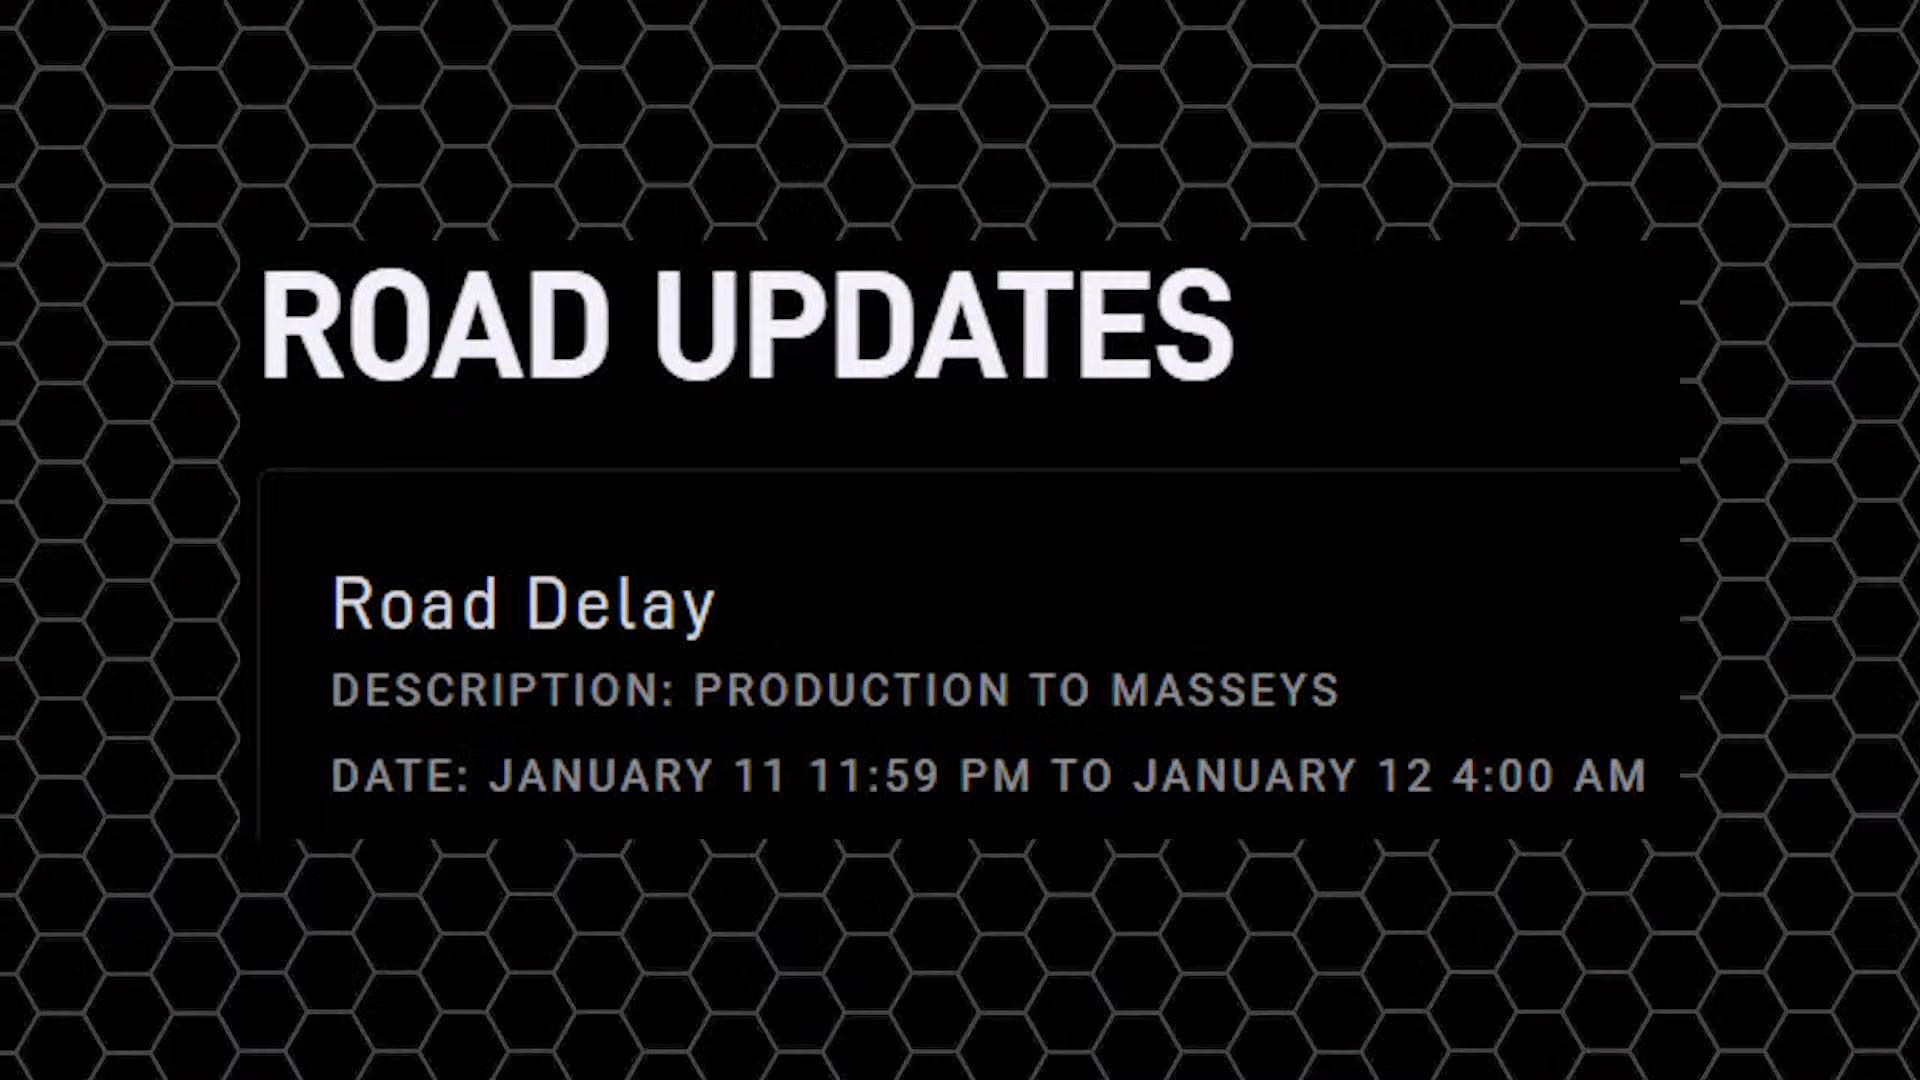 ROAD UPDATES
Road Delay
DESCRIPTION: PRODUCTION TO MASSEYS
DATE: JANUARY 11 11:59 PM TO JANUARY 12 4:00 AM